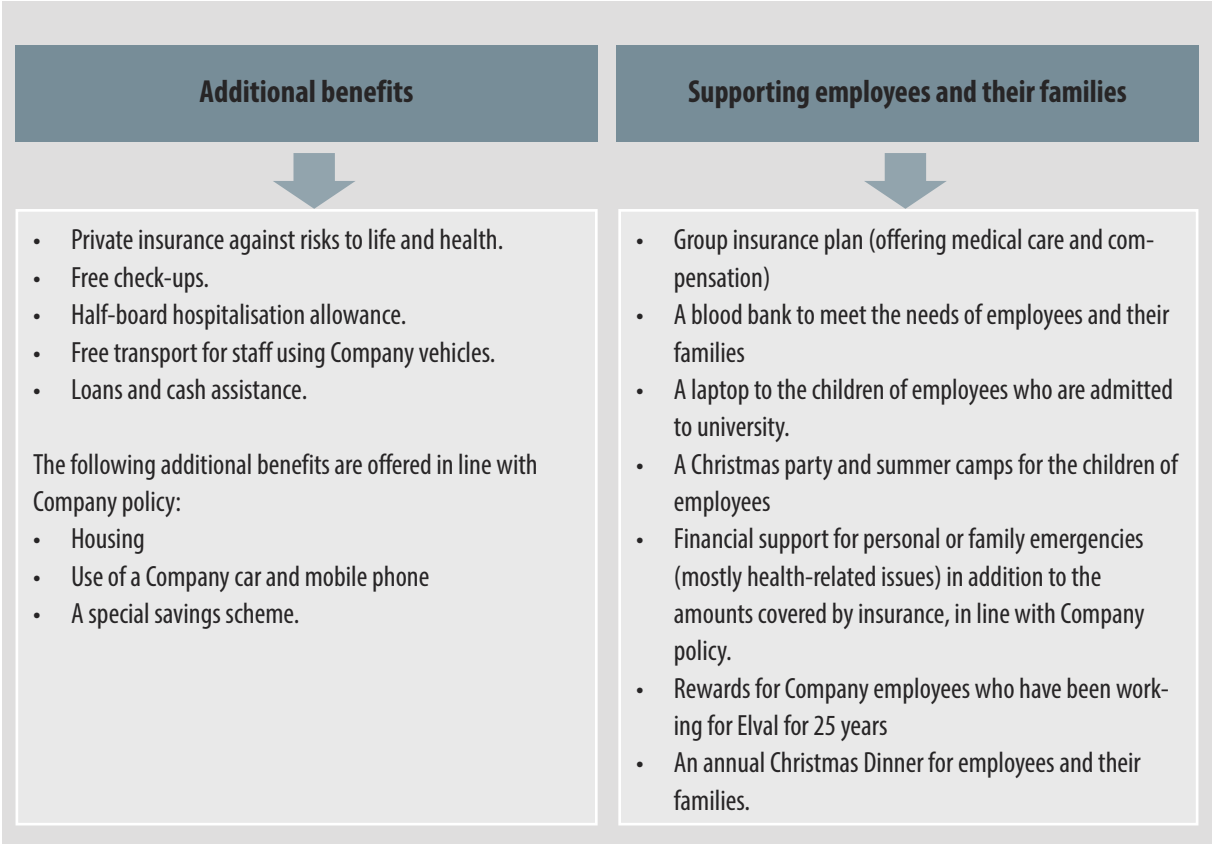 Additional benefits
• Private insurance against risks to life and health.
• Free check-ups.
• Half-board hospitalisation allowance.
• Free transport for staff using Company vehicles.
• Loans and cash assistance.
The following additional benefits are offered in line with
Company policy:
• Housing
• Use of a Company car and mobile phone
• A special savings scheme.
Supporting employees and their families
• Group insurance plan (offering medical care and com-
pensation)
• A blood bank to meet the needs of employees and their
families
• A laptop to the children of employees who are admitted
to university.
• A Christmas party and summer camps for the children of
employees
• Financial support for personal or family emergencies
(mostly health-related issues) in addition to the
amounts covered by insurance, in line with Company
policy.
• Rewards for Company employees who have been work-
ing for Elval for 25 years
• An annual Christmas Dinner for employees and their
families.